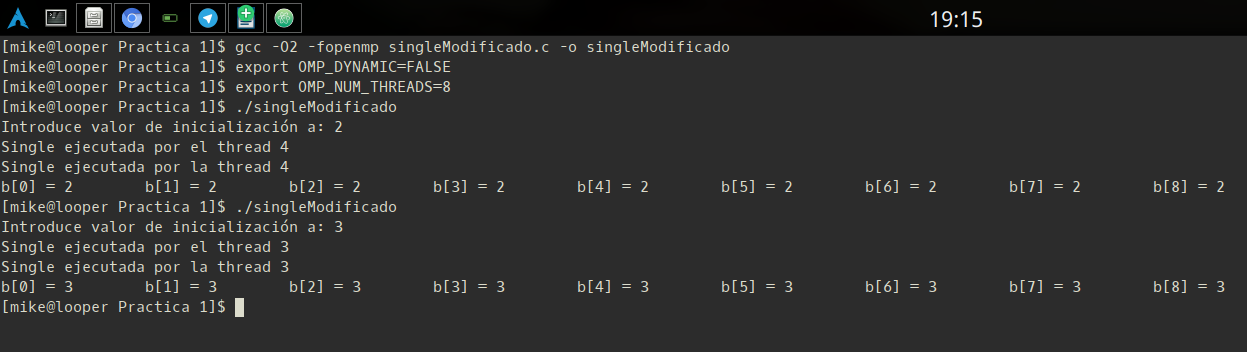 19:15
[mike@looper Practica 1]$ gcc -O2 -fopenmp singleModificado.c -o singleModificado
[mike@looper Practica 1]$ export OMP_DYNAMIC=FALSE
[mike@looper Practica 1]$ export OMP_NUM_THREADS=8
[mike@looper Practica 1]$ ./singleModificado
Introduce valor de inicialización a: 2
Single ejecutada por el thread 4
Single ejecutada por la thread 4
b[0] = 2 b[1] = 2 b[2] = 2 b[3] = 2 b[4] = 2 b[5] = 2 b[6] = 2 b[7] = 2 b[8] = 2
[mike@looper Practica 1]$ ./singleModificado
Introduce valor de inicialización a: 3
Single ejecutada por el thread 3
Single ejecutada por la thread 3
b[0] = 3 b[1] = 3 b[2] = 3 b[3] = 3 b[4] = 3 b[5] = 3 b[6] = 3 b[7] = 3 b[8] = 3
[mike@looper Practica 1]$